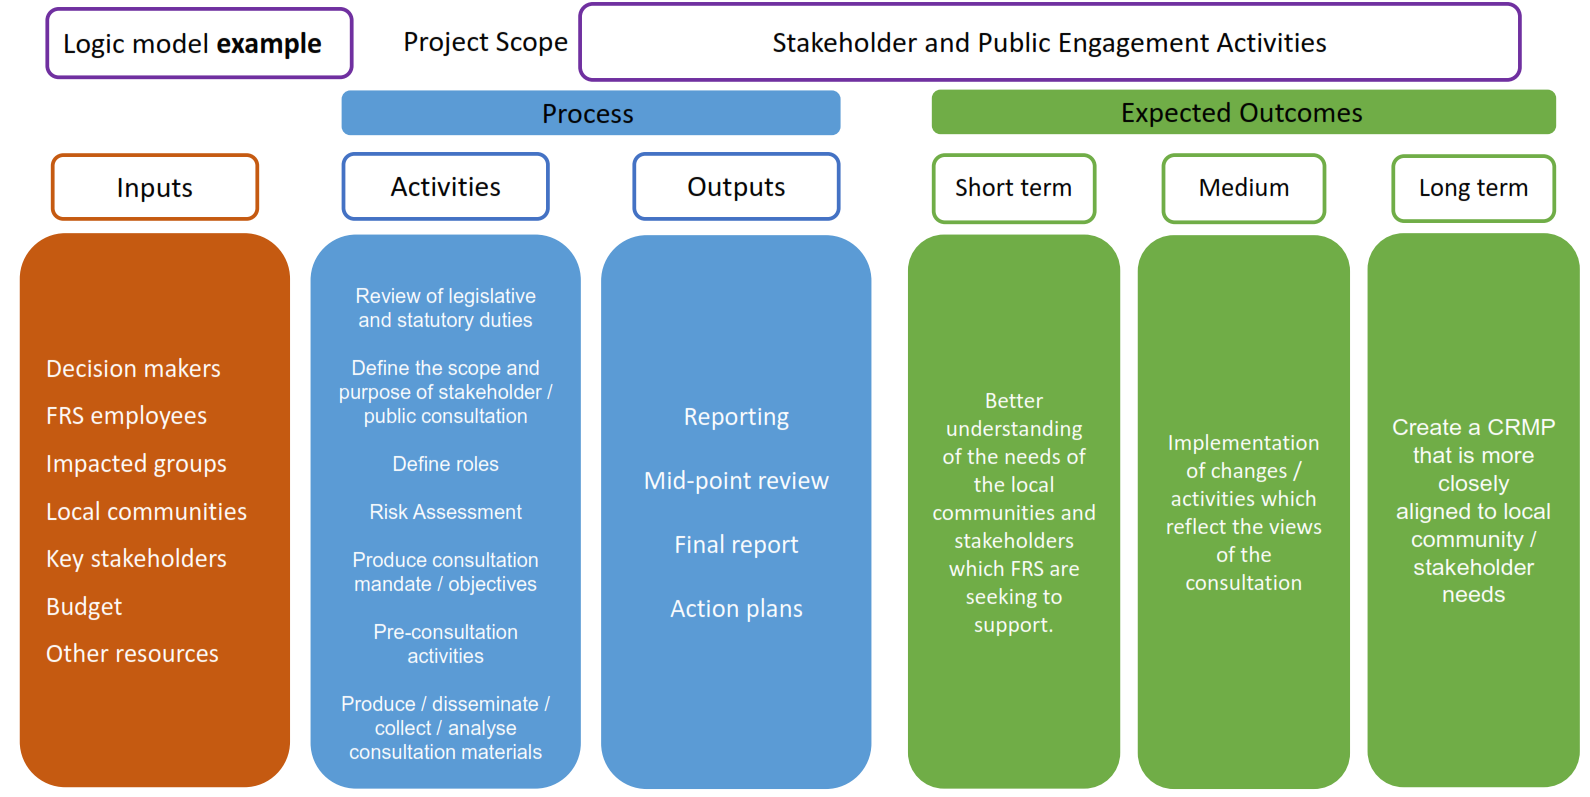 Logic model example
Project Scope
Stakeholder and Public Engagement Activities
Process
Expected Outcomes
Inputs
Activities
Outputs
Short term
Medium
Long term
Decision makers
FRS employees
Impacted groups
Local communities
Key stakeholders
Budget
Other resources
Review of legislative
and statutory duties
Define the scope and
purpose of stakeholder /
public consultation
Define roles
Risk Assessment
Produce consultation
mandate / objectives
Pre-consultation
activities
Produce / disseminate /
collect / analyse
consultation materials
Reporting
Mid-point review
Final report
Action plans
Better
understanding
of the needs of
the local
communities and
stakeholders
which FRS are
seeking to
support.
Implementation
of changes /
activities which
reflect the views
of the
consultation
Create a CRMP
that is more
closely
aligned to local
community /
stakeholder
needs